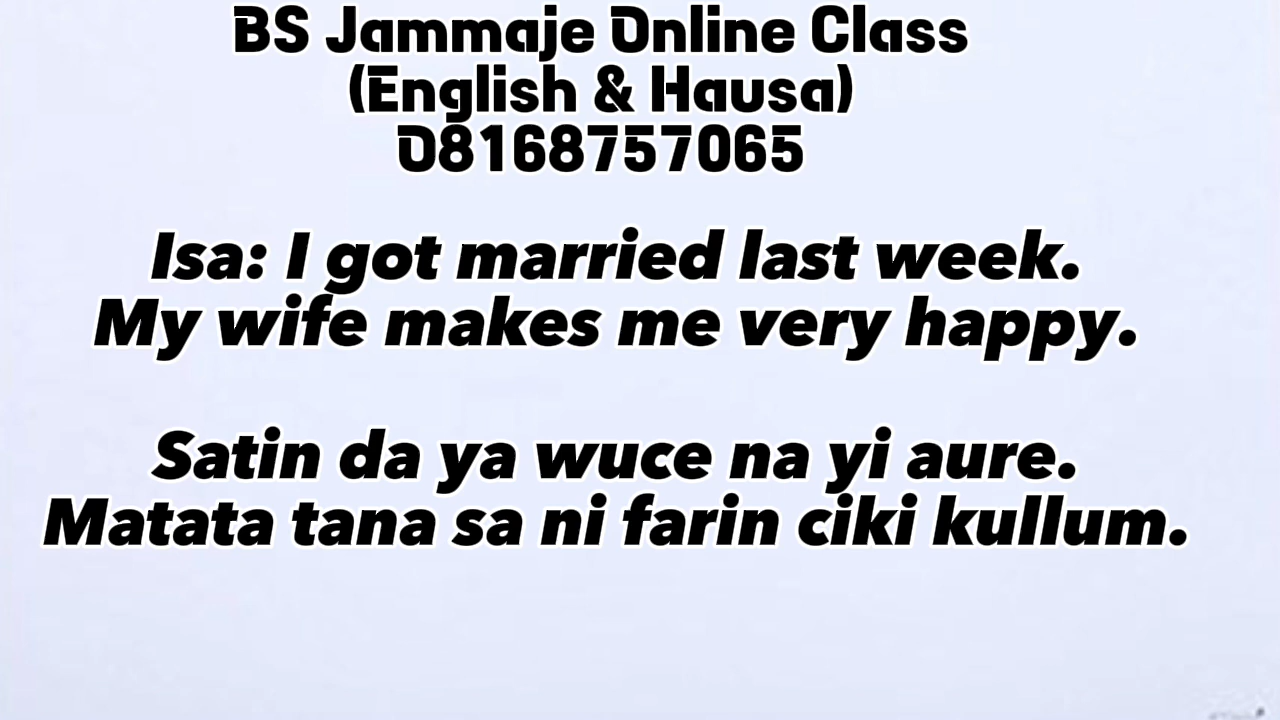 BS Jammaje Online Class
(English & Hausa)
08168757065
Isa: I got married last week.
My wife makes me very happy.
Satin da ya wuce na yi aure.
Matata tana sa ni farin ciki kullum.